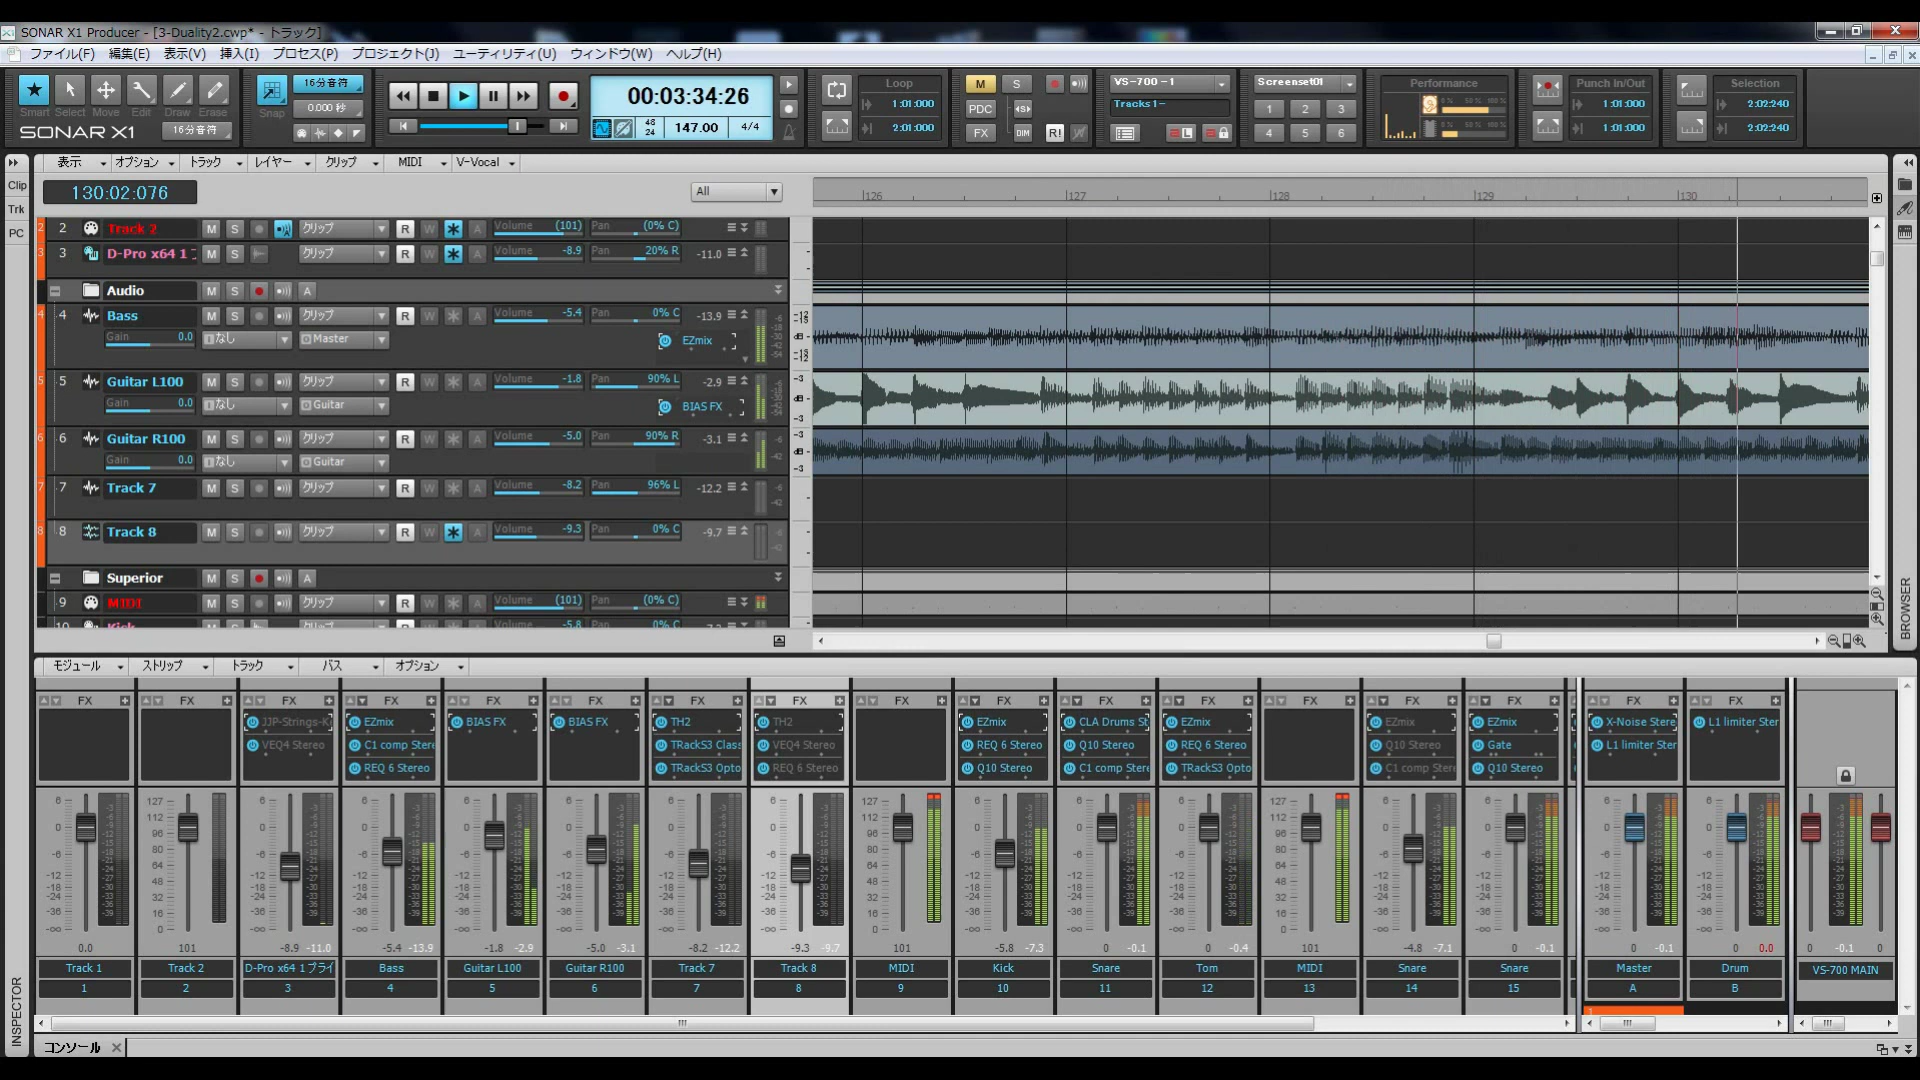 SONAR X1 Producer - [3-Duality2.cwp* - トラック]
ファイル(F) 編集(E) 表示(V) 挿入(I) プロセス(P) プロジェクト(J) ユーティリティ(U) ウィンドウ(W) ヘルプ(H)
Smart Select Move Edit Draw Erase
SONAR X1
16分音符
Snap
16分音符
0.000 秒
00:03:34:26
48 24 147.00 4/4
Loop
1:01:000
2:01:000
M S
PDC
FX DIM R!
VS-700 -1
Tracks 1-
Screenset01
1 2 3
4 5 6
Performance
Punch In/Out
1:01:000
1:01:000
Selection
2:02:240
2:02:240
表示 オプション トラック レイヤー クリップ MIDI V-Vocal
Clip
Trk
PC
130:02:076
All
126 127 128 129 130
2 Track 2 M S クリップ R W A Volume (101) Pan (0% C)
3 D-Pro x64 1 フ M S クリップ R W A Volume -8.9 Pan 20% R -11.0
Audio M S A
4 Bass M S クリップ R W A Volume -5.4 Pan 0% C -13.9
Gain 0.0 なし Master EZmix
5 Guitar L100 M S クリップ R W A Volume -1.8 Pan 90% L -2.9
Gain 0.0 なし Guitar BIAS FX
6 Guitar R100 M S クリップ R W A Volume -5.0 Pan 90% R -3.1
Gain 0.0 なし Guitar
7 Track 7 M S クリップ R W A Volume -8.2 Pan 96% L -12.2
8 Track 8 M S クリップ R W A Volume -9.3 Pan 0% C -9.7
Superior M S A
9 MIDI M S クリップ R W A Volume (101) Pan (0% C)
10 Kick M S クリップ R W A Volume -5.8 Pan 0% C -7.3
BROWSER
モジュール ストリップ トラック バス オプション
FX FX FX FX FX FX FX FX FX FX FX FX FX FX FX FX FX
JJP-Strings-K EZmix BIAS FX BIAS FX TH2 TH2 EZmix CLA Drums St EZmix EZmix EZmix X-Noise Stere L1 limiter Ster
VEQ4 Stereo C1 comp Stere TRackS3 Class VEQ4 Stereo REQ 6 Stereo Q10 Stereo REQ 6 Stereo Q10 Stereo Gate L1 limiter Ster
REQ 6 Stereo TRackS3 Opto REQ 6 Stereo Q10 Stereo C1 comp Stere TRackS3 Opto C1 comp Stere Q10 Stereo
0.0 101 -8.9 -11.0 -5.4 -13.9 -1.8 -2.9 -5.0 -3.1 -8.2 -12.2 -9.3 -9.7 101 -5.8 -7.3 0 -0.1 0 -0.4 101 -4.8 -7.1 0 -0.1 0 -0.1 0 0.0 0 -0.1 0
Track 1 Track 2 D-Pro x64 1 プライ Bass Guitar L100 Guitar R100 Track 7 Track 8 MIDI Kick Snare Tom MIDI Snare Snare Master Drum VS-700 MAIN
1 2 3 4 5 6 7 8 9 10 11 12 13 14 15 A B
INSPECTOR
コンソール